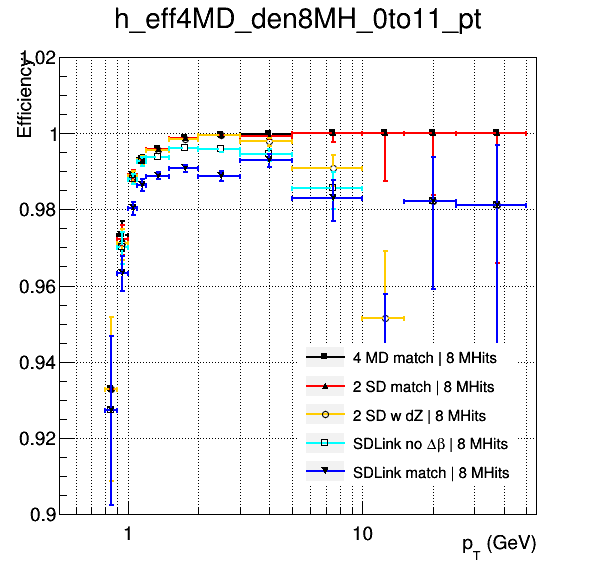 h_eff4MD_den8MH_0to11_pt
Efficiency
1.02
1
0.98
0.96
0.94
0.92
0.9
4 MD match | 8 MHits
2 SD match | 8 MHits
2 SD w dZ | 8 MHits
SDLink no Δβ | 8 MHits
SDLink match | 8 MHits
1
10
p_T (GeV)